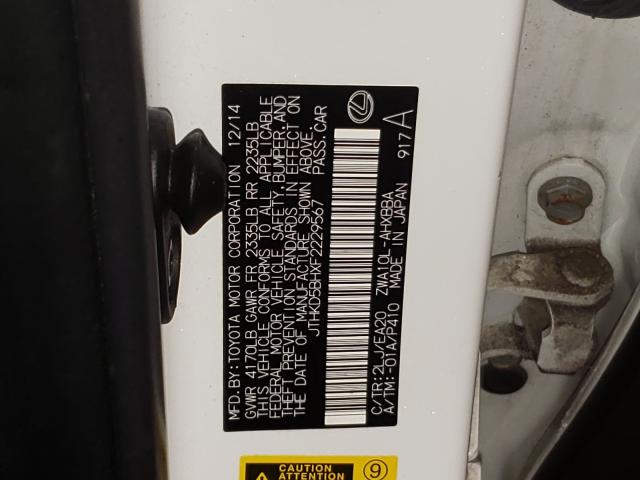 MFD.BY:TOYOTA MOTOR CORPORATION 12/14
GVWR 4170LB GAWR FR 2335LB RR 2235LB
THIS VEHICLE CONFORMS TO ALL APPLICABLE
FEDERAL MOTOR VEHICLE SAFETY,BUMPER,AND
THEFT PREVENTION STANDARDS IN EFFECT ON
THE DATE OF MANUFACTURE SHOWN ABOVE.
JTHKD5BHXF2229567 PASS.CAR
C/TR:2LJ/EA20 ZWA10L-AHXBBA
A/TM:-01A/P410 MADE IN JAPAN 917A
CAUTION
ATTENTION
9